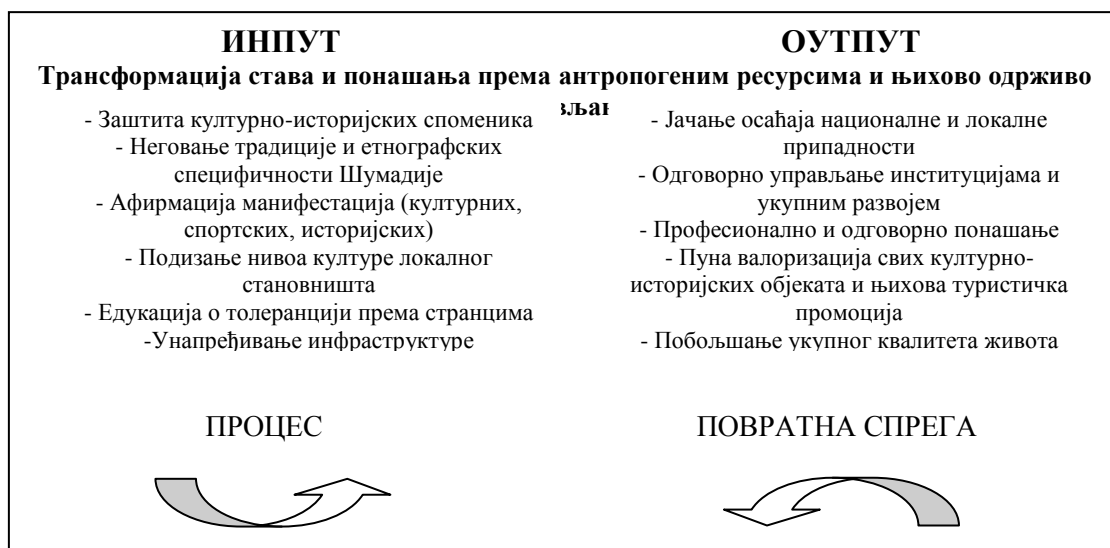 ИНПУТ
ОУТПУТ
Трансформација става и понашања према антропогеним ресурсима и њихово одрживо
- Заштита културно-историјских споменика
- Неговање традиције и етнографских
специфичности Шумадије
- Афирмација манифестација (културних,
спортских, историјских)
- Подизање нивоа културе локалног
становништа
- Едукација о толеранцији према странцима
-Унапређивање инфраструктуре
- Јачање осаћаја националне и локалне
припадности
- Одговорно управљање институцијама и
укупним развојем
- Професионално и одговорно понашање
- Пуна валоризација свих културно-
историјских објеката и њихова туристичка
промоција
- Побољшање укупног квалитета живота
ПРОЦЕС
ПОВРАТНА СПРЕГА